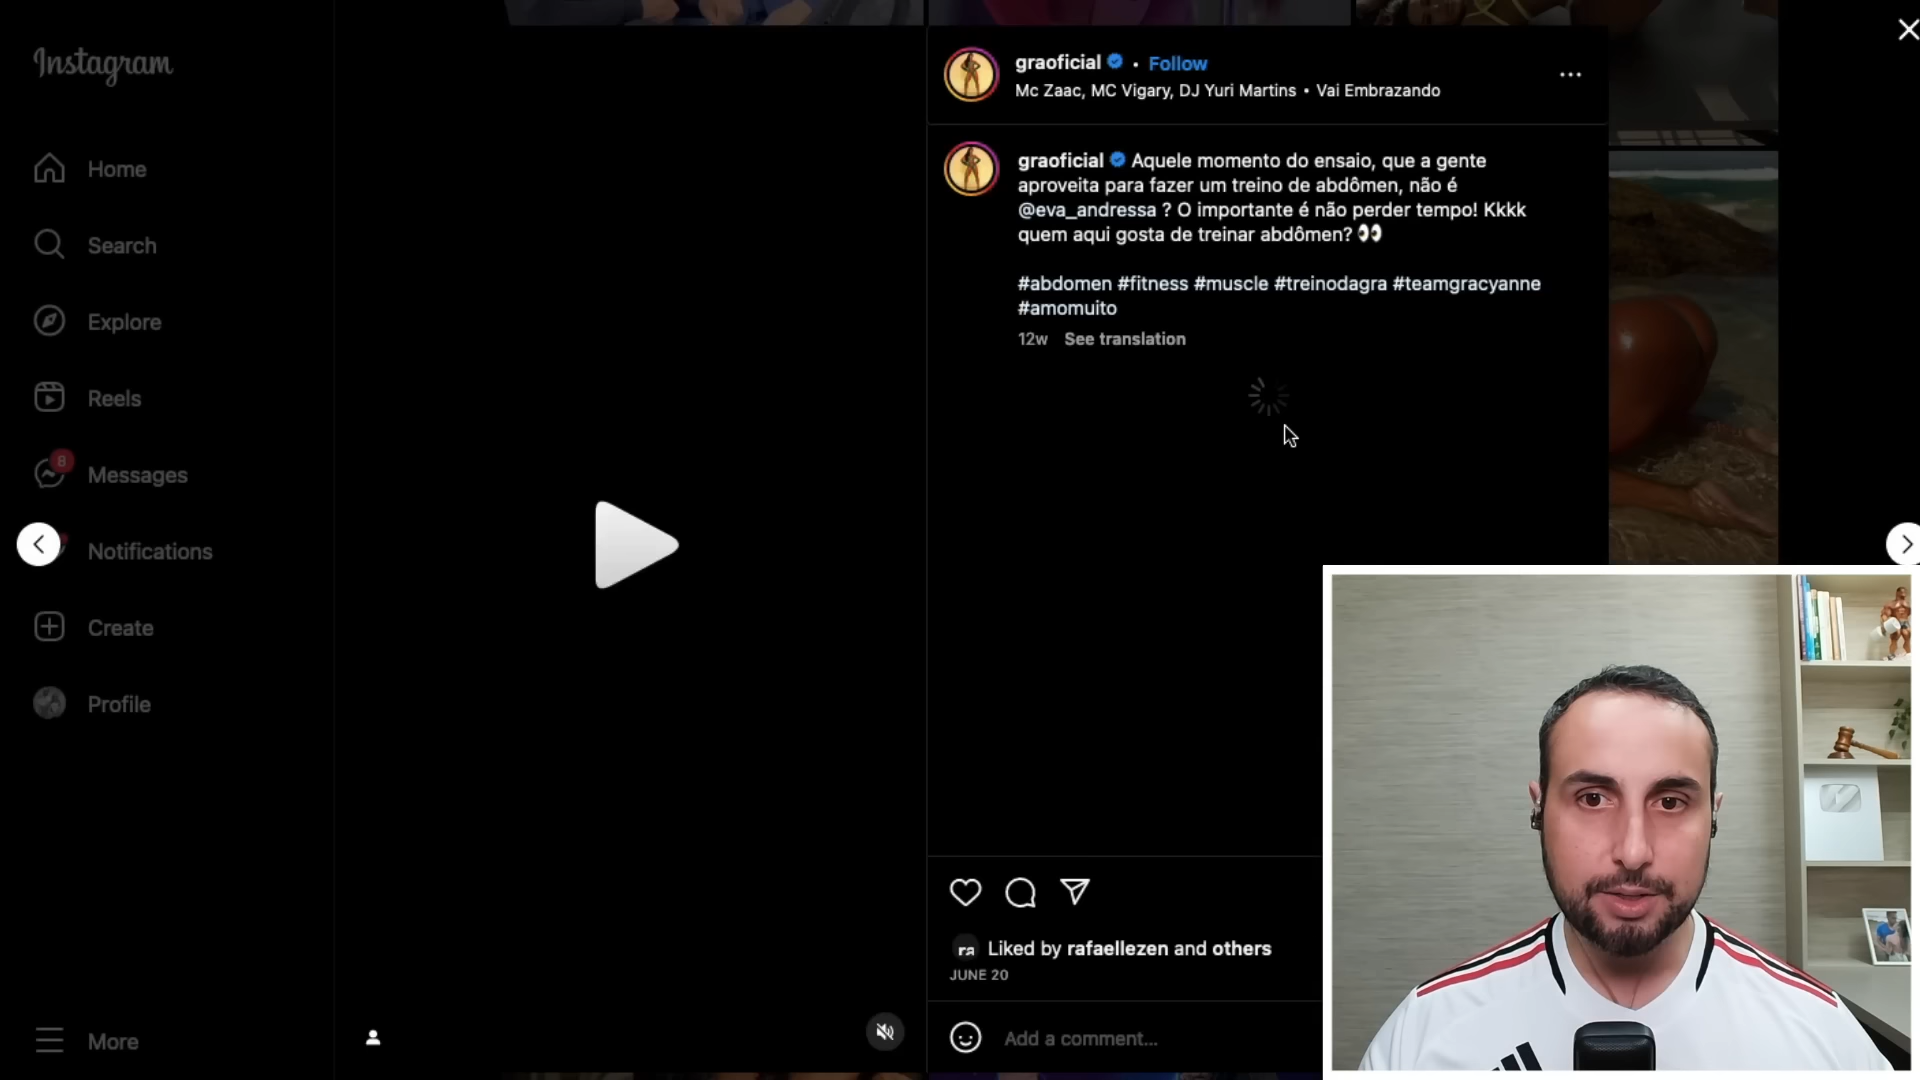 Instagram
Home
Search
Explore
Reels
8
Messages
Notifications
Create
Profile
More
graoficial • Follow
Mc Zaac, MC Vigary, DJ Yuri Martins • Vai Embrazando
graoficial Aquele momento do ensaio, que a gente
aproveita para fazer um treino de abdômen, não é
@eva_andressa ? O importante é não perder tempo! Kkkk
quem aqui gosta de treinar abdômen? 👀
#abdomen #fitness #muscle #treinodagra #teamgracyanne
#amomuito
12w See translation
ra Liked by rafaellezen and others
JUNE 20
Add a comment...